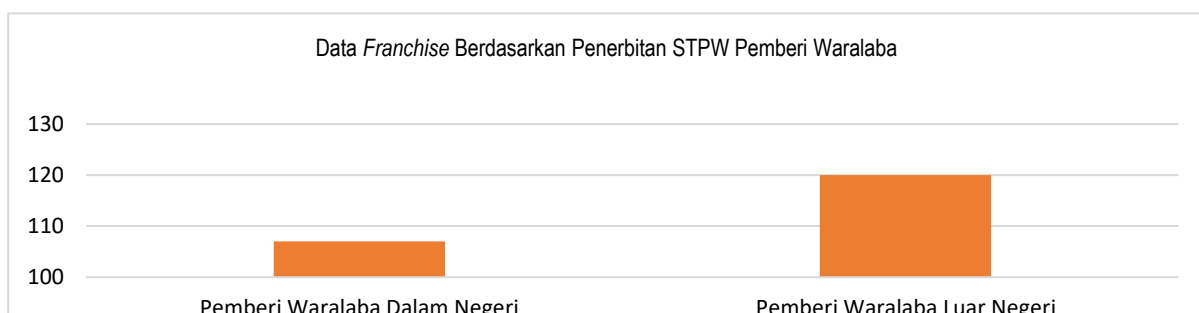 Data Franchise Berdasarkan Penerbitan STPW Pemberi Waralaba
130
120
110
100
Pemberi Waralaba Dalam Negeri
Pemberi Waralaba Luar Negeri